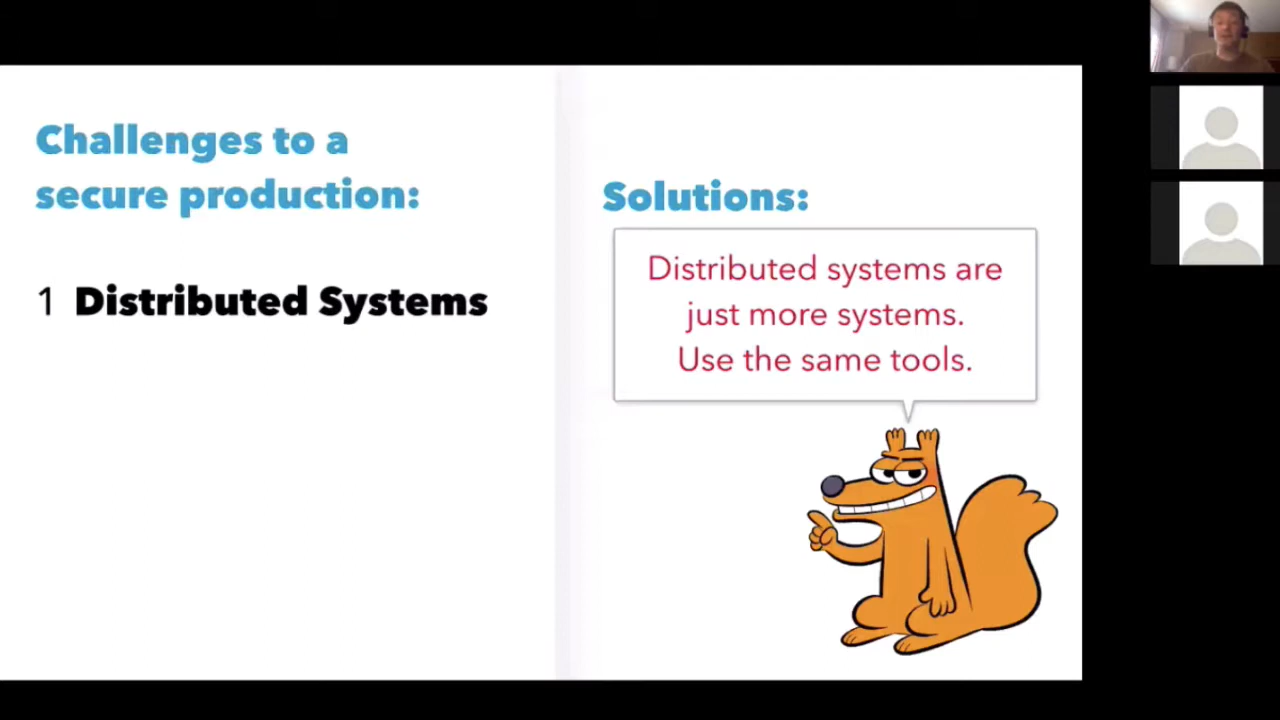 Challenges to a
secure production:
1 Distributed Systems
Solutions:
Distributed systems are
just more systems.
Use the same tools.